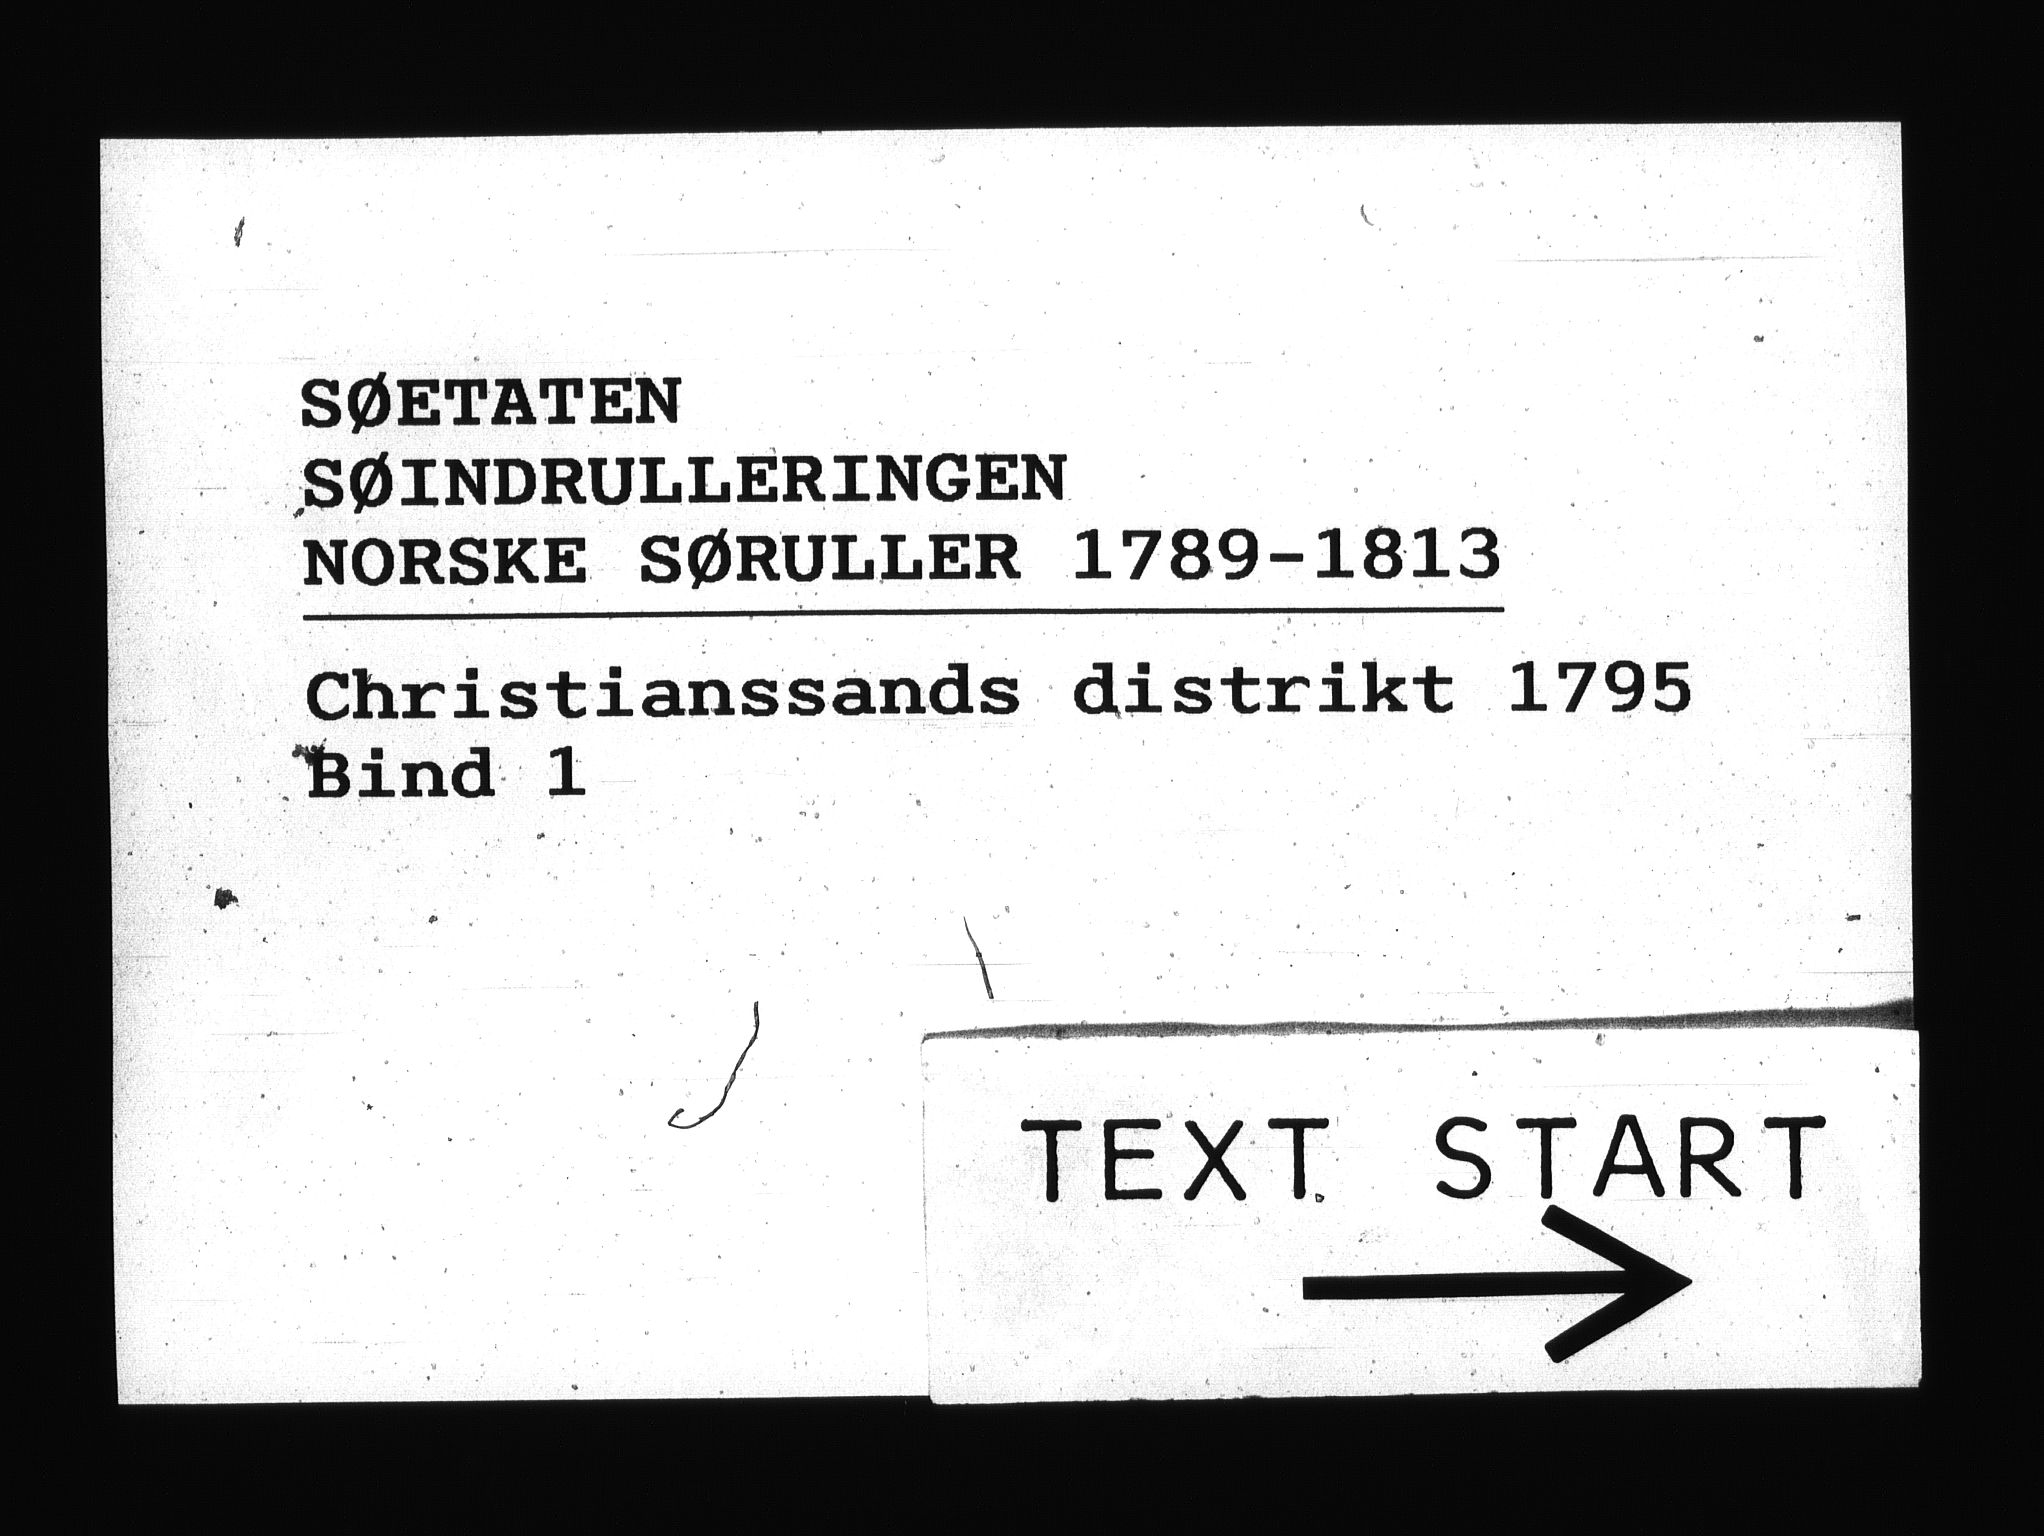 SØETATEN
SØINDRULLERINGEN
NORSKE SØRULLER 1789-1813
Christianssands distrikt 1795
Bind 1
TEXT START